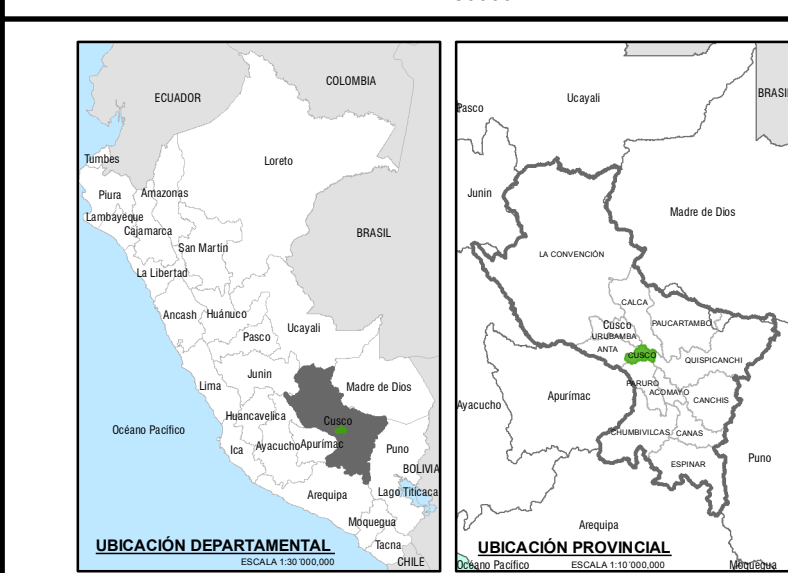 ECUADOR
COLOMBIA
Tumbes
Loreto
Piura
Amazonas
Lambayeque
Cajamarca
San Martín
BRASIL
La Libertad
Ancash
Huánuco
Ucayali
Pasco
Junin
Madre de Dios
Lima
Huancavelica
Cusco
Océano Pacífico
Ica
Ayacucho
Apurímac
Puno
BOLIVIA
Lago Titicaca
Arequipa
Moquegua
Tacna
CHILE
UBICACIÓN DEPARTAMENTAL
ESCALA 1:30´000,000
Pasco
Ucayali
BRASIL
Junin
Madre de Dios
LA CONVENCIÓN
CALCA
Cusco
URUBAMBA
PAUCARTAMBO
ANTA
CUSCO
QUISPICANCHI
PARURO
ACOMAYO
CANCHIS
Apurímac
Ayacucho
CHUMBIVILCAS
CANAS
ESPINAR
Puno
Arequipa
UBICACIÓN PROVINCIAL
ESCALA 1:10´000,000
Océano Pacífico
Moquegua